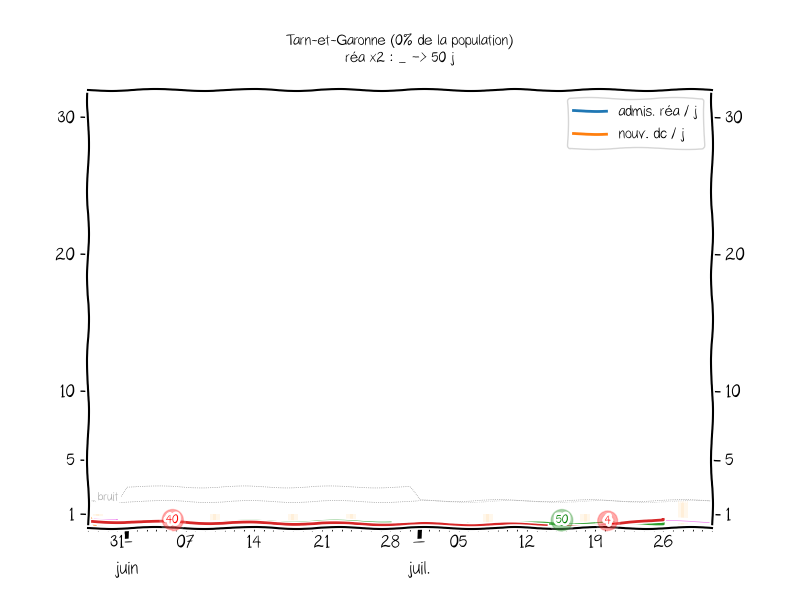 Tarn-et-Garonne (0% de la population)
réa x2 : _ -> 50 j
admis. réa / j
nouv. dc / j
30 30
20 20
10 10
5 5
bruit
1 40 50 4 1
31 07 14 21 28 05 12 19 26
juin juil.